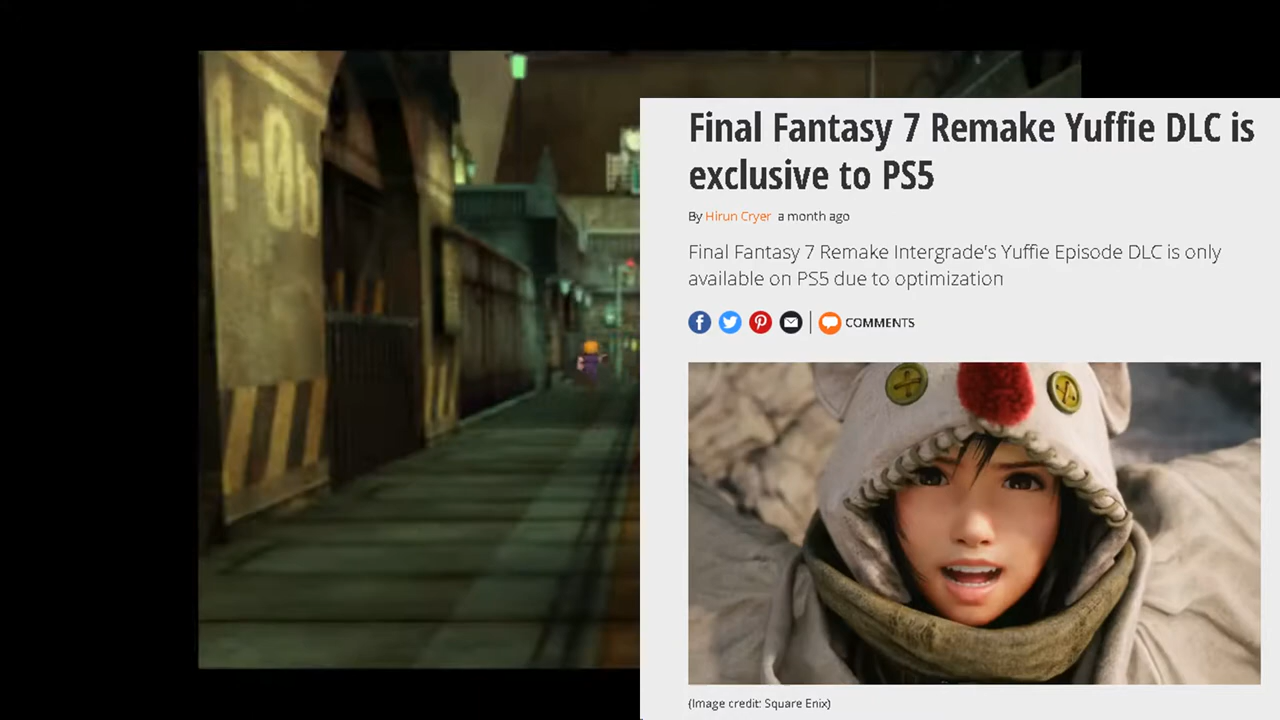 Final Fantasy 7 Remake Yuffie DLC is
exclusive to PS5
By Hirun Cryer a month ago
Final Fantasy 7 Remake Intergrade's Yuffie Episode DLC is only
available on PS5 due to optimization
COMMENTS
(Image credit: Square Enix)